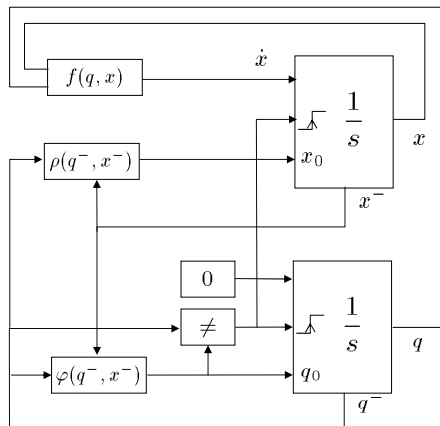 f(q, x)
ẋ
1
s
x
x₀
ρ(q⁻, x⁻)
x⁻
0
≠
1
s
q
q₀
φ(q⁻, x⁻)
q⁻